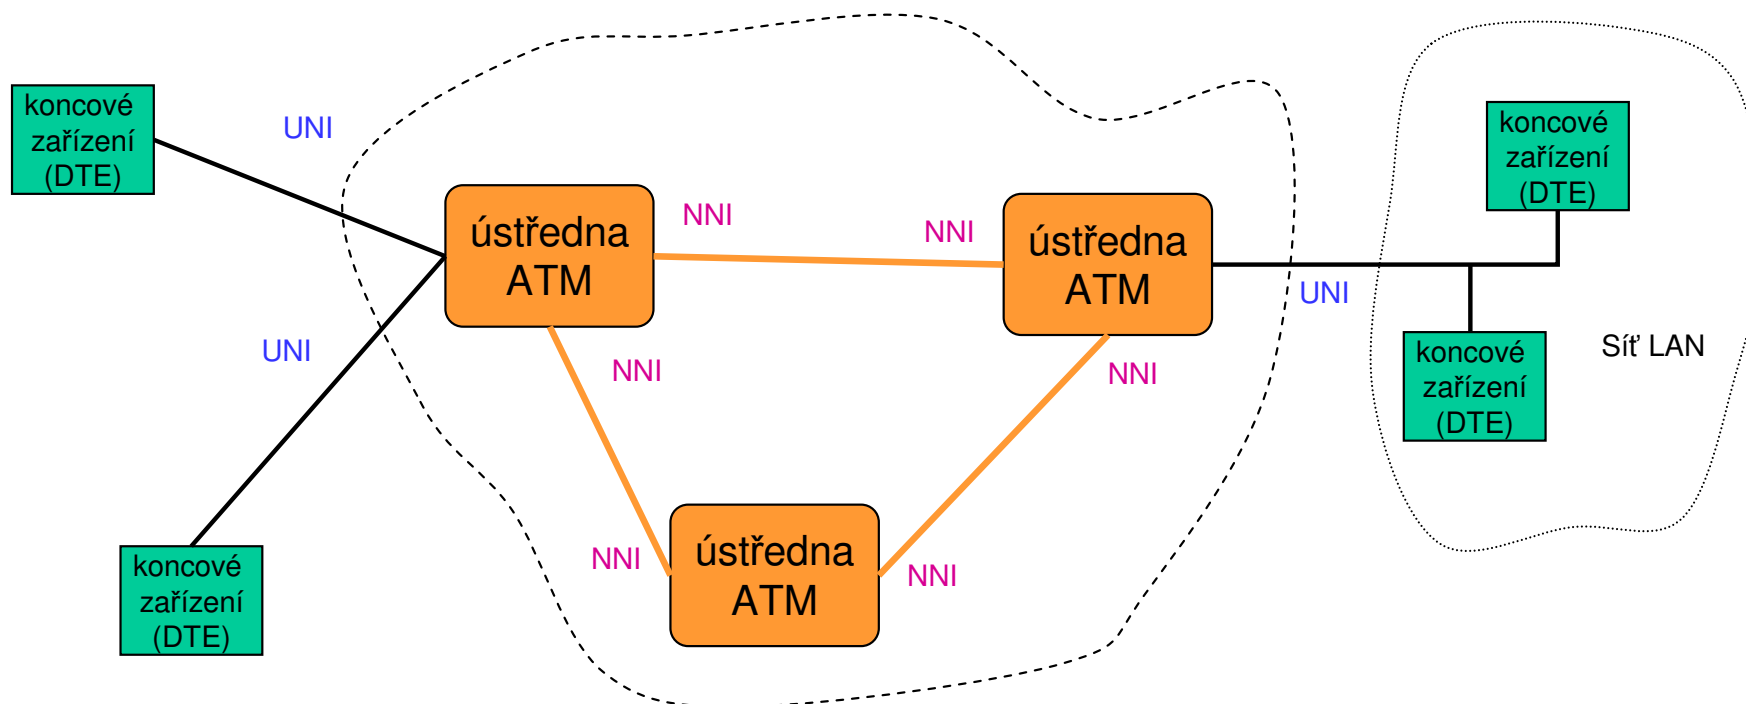 koncové
zařízení
(DTE)
UNI
koncové
zařízení
(DTE)
ústředna
ATM
NNI
NNI
ústředna
ATM
UNI
UNI
NNI
NNI
koncové
zařízení
(DTE)
Síť LAN
ústředna
ATM
NNI
NNI
koncové
zařízení
(DTE)